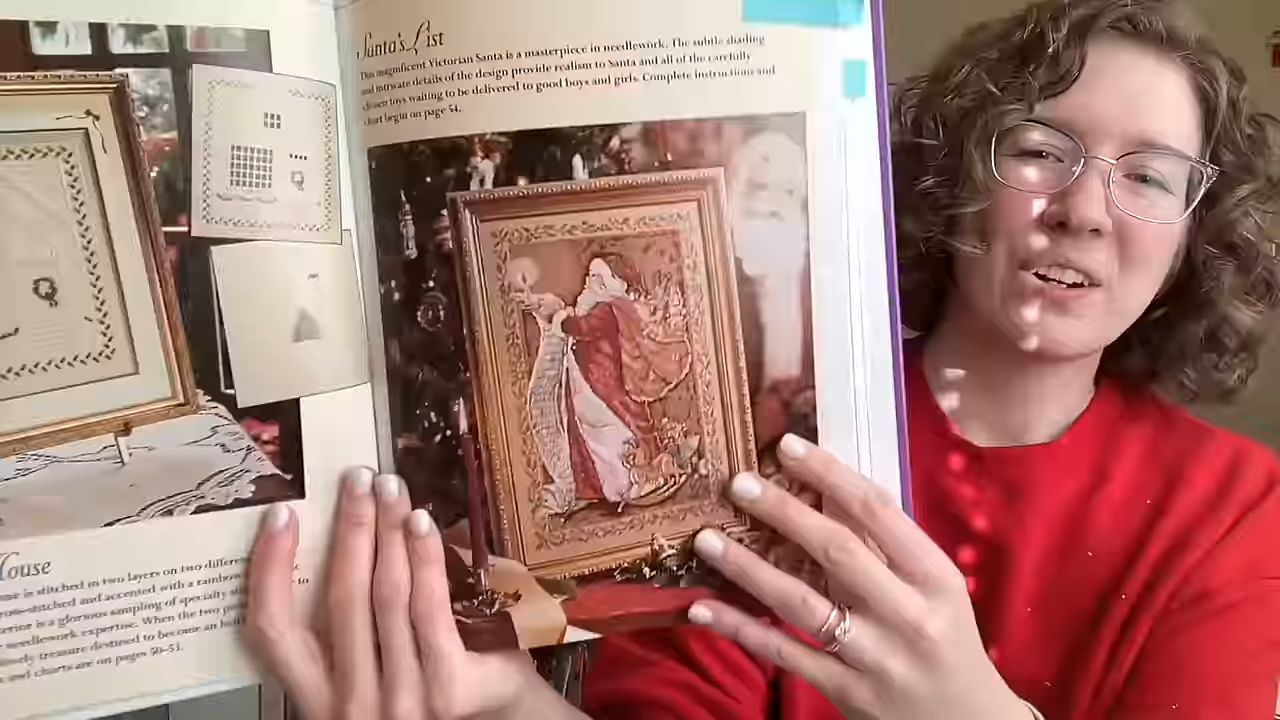 Santa's List
This magnificent Victorian Santa is a masterpiece in needlework. The subtle shading
and intricate details of the design provide realism to Santa and all of the carefully
chosen toys waiting to be delivered to good boys and girls. Complete instructions and
chart begin on page 54.
House
is stitched in two layers on two
cross-stitched and accented with a rainbow
to
is a glorious sampling of specialty
needlework expertise. When the two
destined to become an
and charts are on pages 50-53.